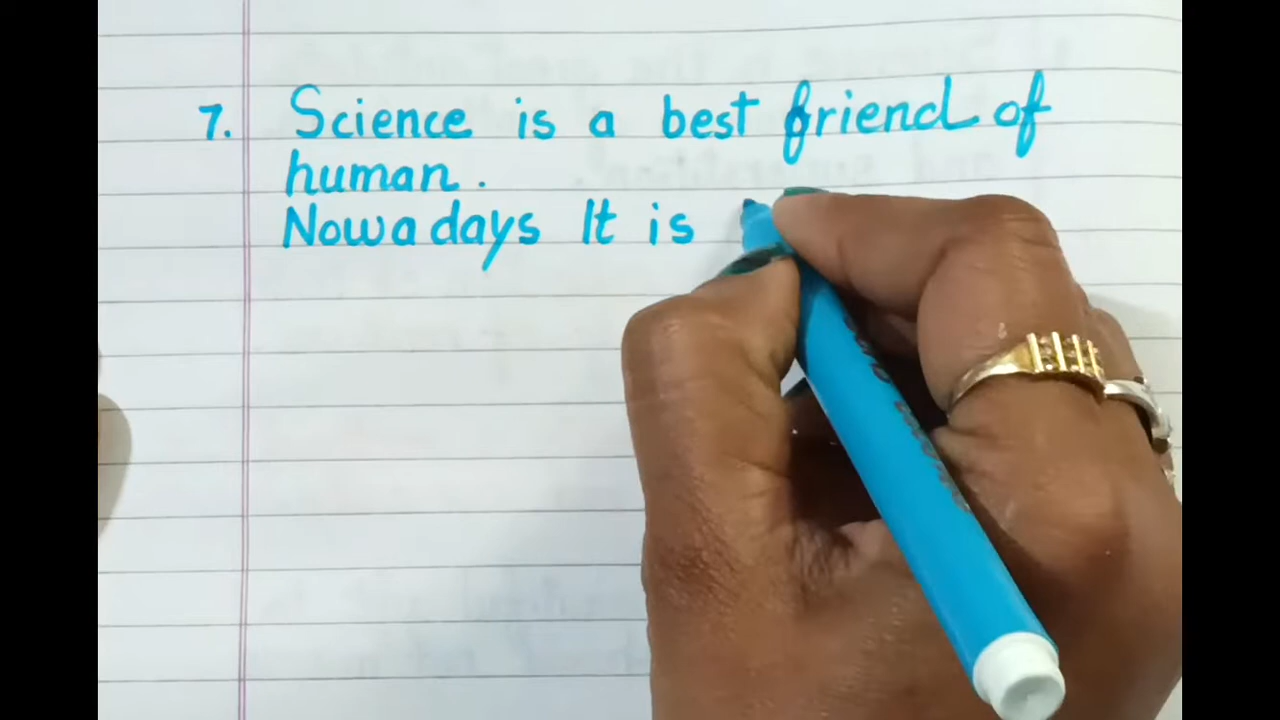 7. Science is a best friend of
human.
Nowadays It is